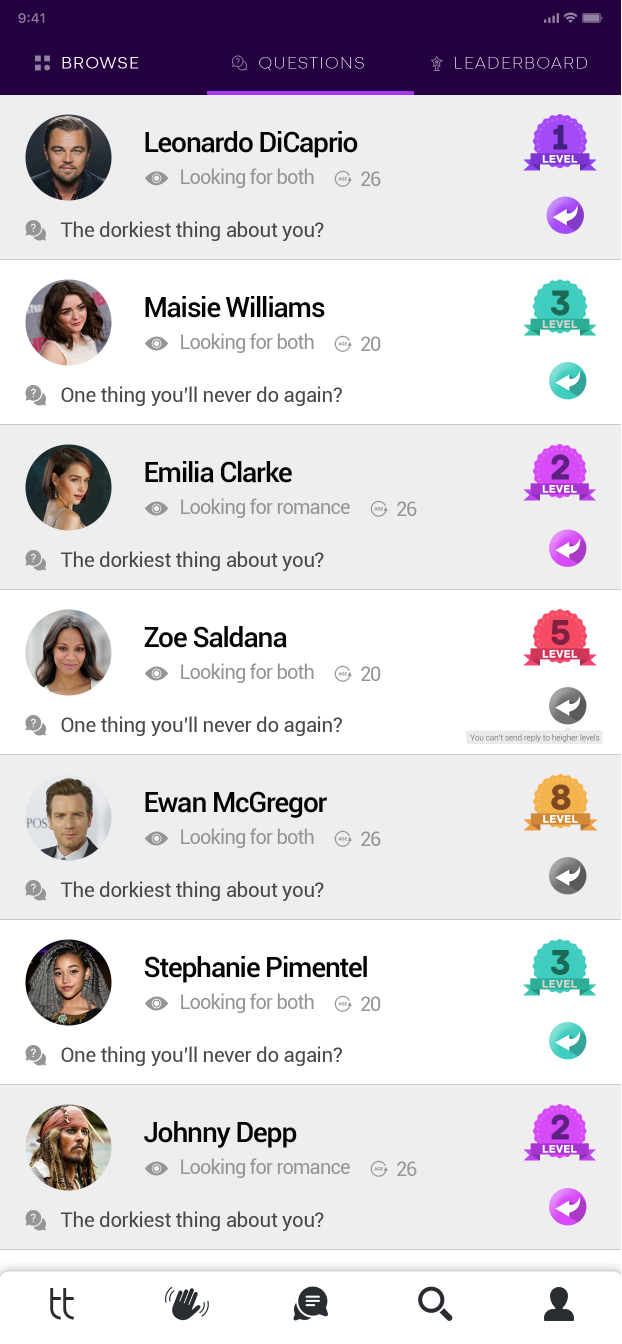 9:41
BROWSE
QUESTIONS
LEADERBOARD
Leonardo DiCaprio
1
LEVEL
Looking for both
AGE
26
The dorkiest thing about you?
Maisie Williams
3
LEVEL
Looking for both
AGE
20
One thing you'll never do again?
Emilia Clarke
2
LEVEL
Looking for romance
AGE
26
The dorkiest thing about you?
Zoe Saldana
5
LEVEL
Looking for both
AGE
20
One thing you'll never do again?
You can't send reply to heigher levels
POS
Ewan McGregor
8
LEVEL
Looking for both
AGE
26
The dorkiest thing about you?
Stephanie Pimentel
3
LEVEL
Looking for both
AGE
20
One thing you'll never do again?
Johnny Depp
2
LEVEL
Looking for romance
AGE
26
The dorkiest thing about you?
tt